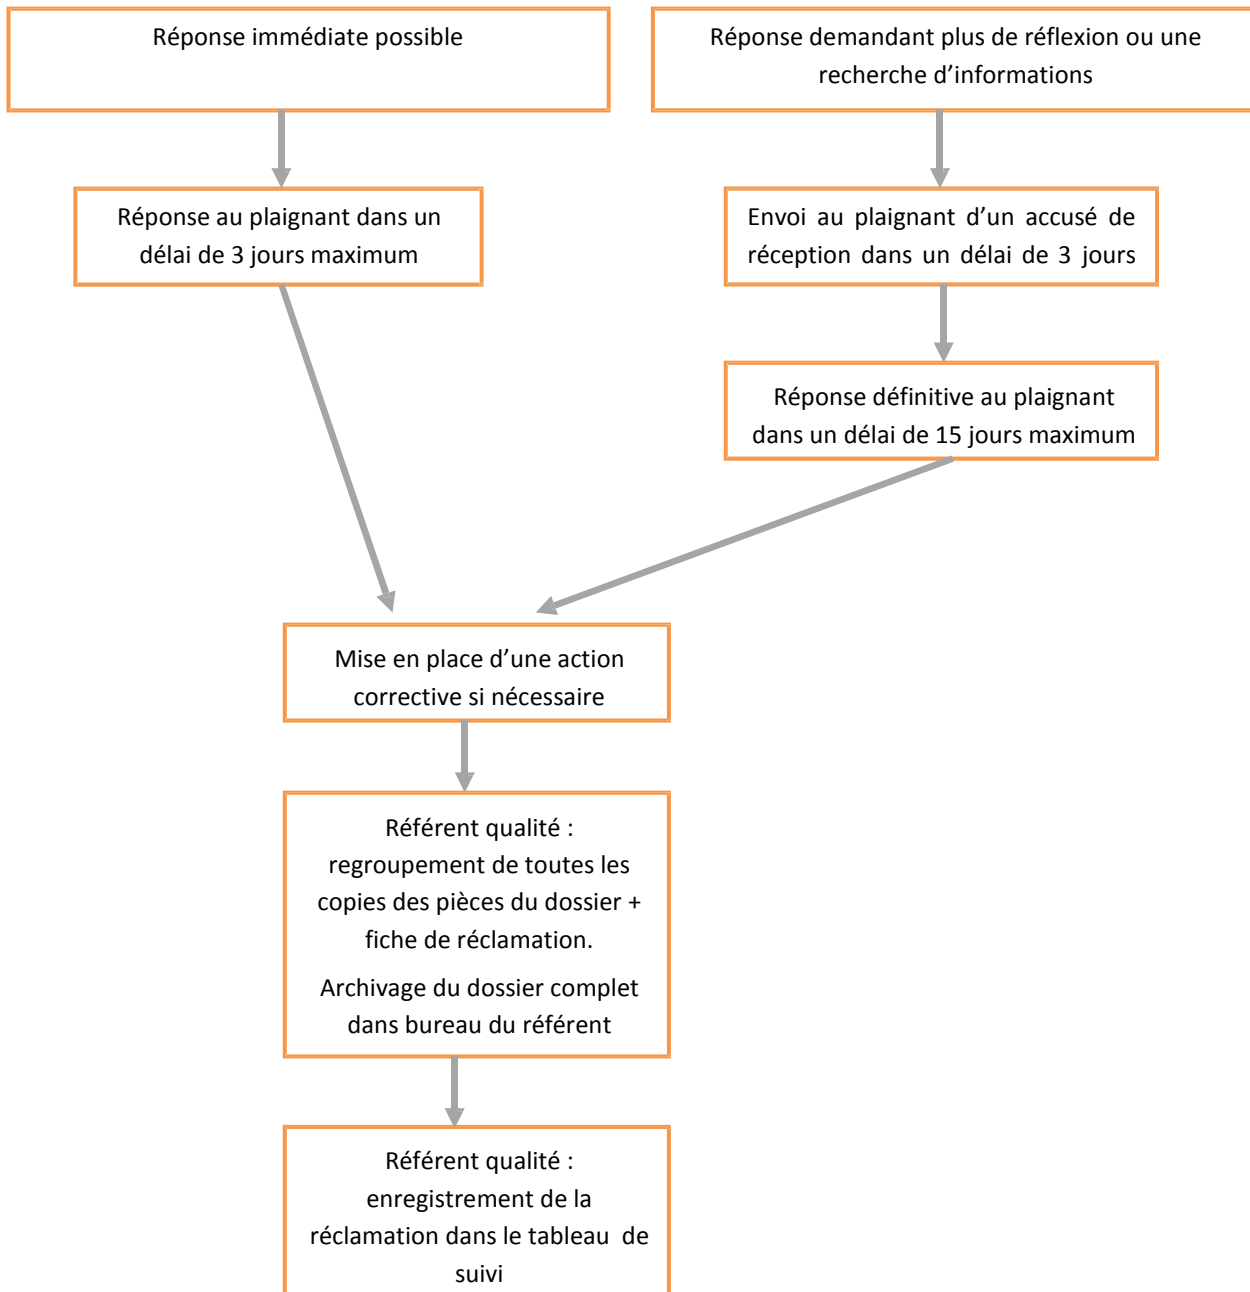 Réponse immédiate possible
Réponse demandant plus de réflexion ou une
recherche d’informations
Réponse au plaignant dans un
délai de 3 jours maximum
Envoi au plaignant d’un accusé de
réception dans un délai de 3 jours
Réponse définitive au plaignant
dans un délai de 15 jours maximum
Mise en place d’une action
corrective si nécessaire
Référent qualité :
regroupement de toutes les
copies des pièces du dossier +
fiche de réclamation.
Archivage du dossier complet
dans bureau du référent
Référent qualité :
enregistrement de la
réclamation dans le tableau de
suivi